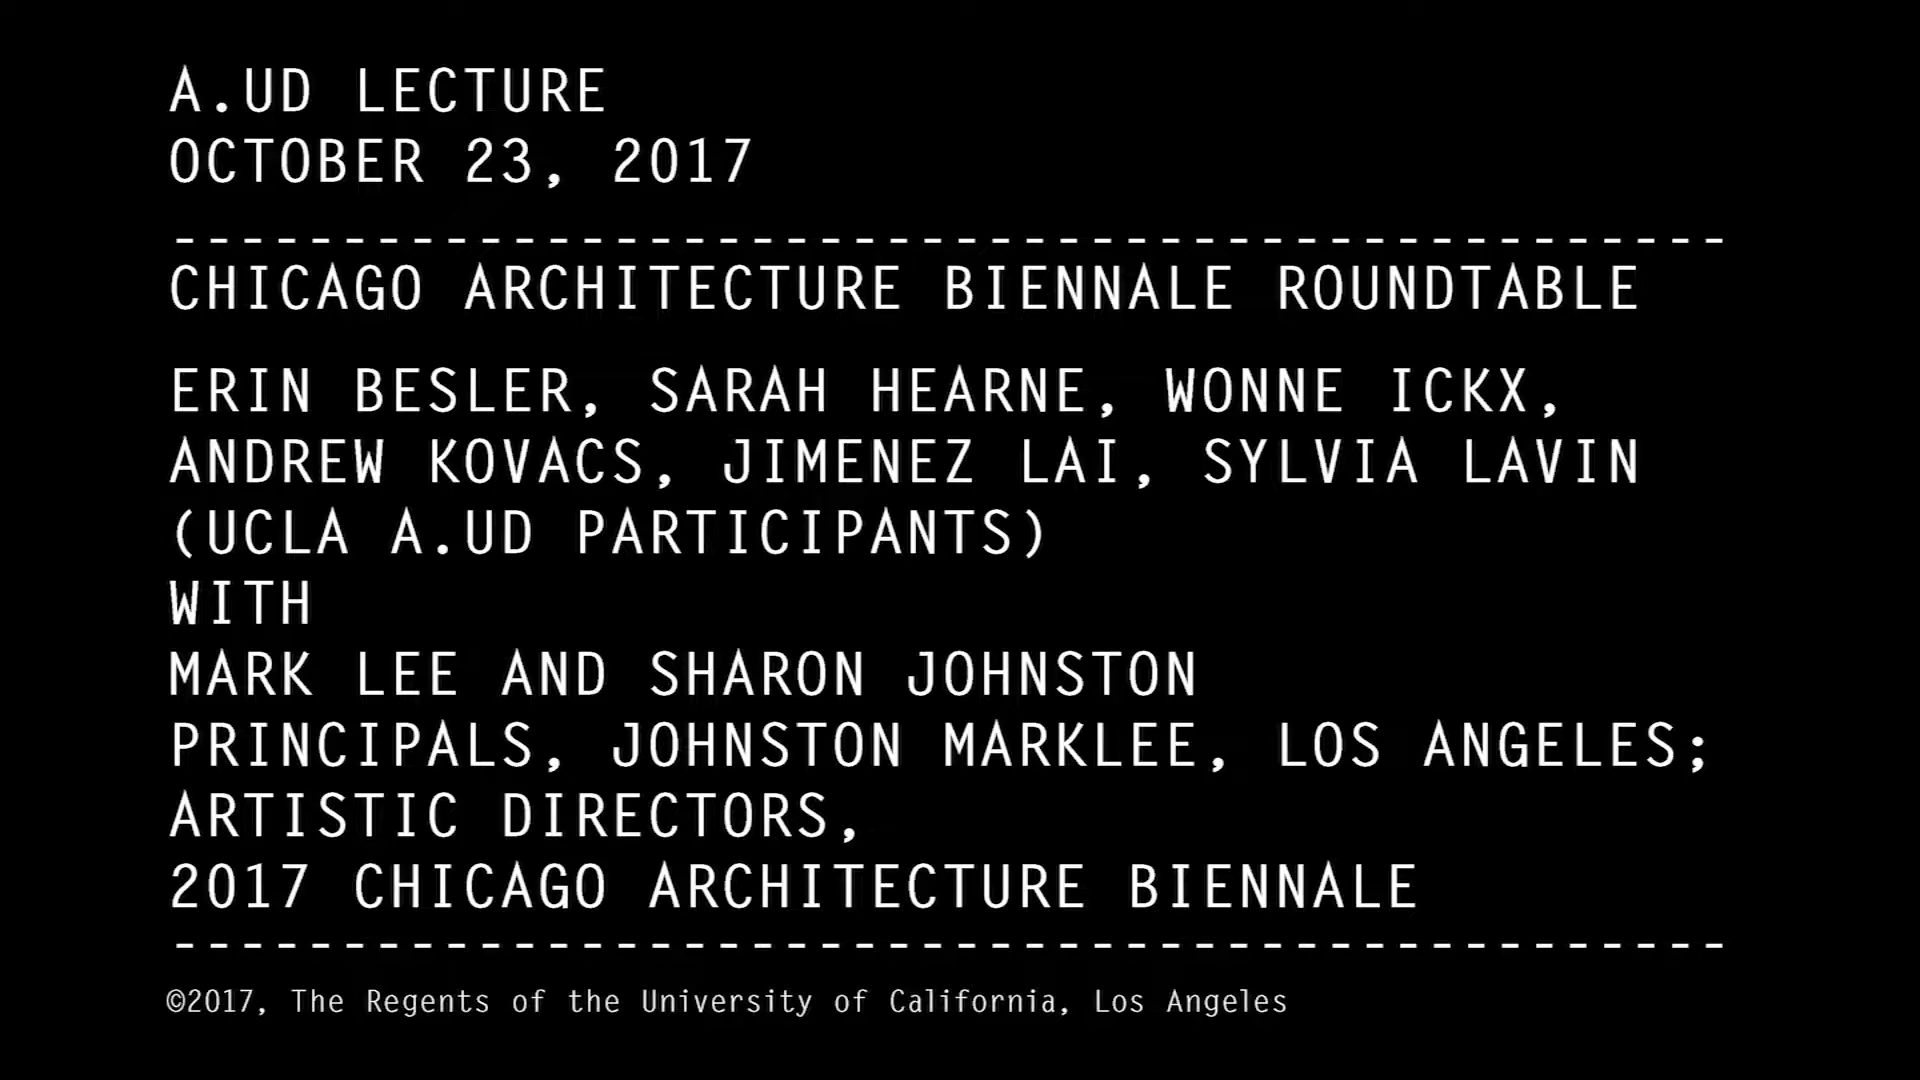 A.UD LECTURE
OCTOBER 23, 2017
----------------------------------------------
CHICAGO ARCHITECTURE BIENNALE ROUNDTABLE
ERIN BESLER, SARAH HEARNE, WONNE ICKX,
ANDREW KOVACS, JIMENEZ LAI, SYLVIA LAVIN
(UCLA A.UD PARTICIPANTS)
WITH
MARK LEE AND SHARON JOHNSTON
PRINCIPALS, JOHNSTON MARKLEE, LOS ANGELES;
ARTISTIC DIRECTORS,
2017 CHICAGO ARCHITECTURE BIENNALE
----------------------------------------------
©2017, The Regents of the University of California, Los Angeles